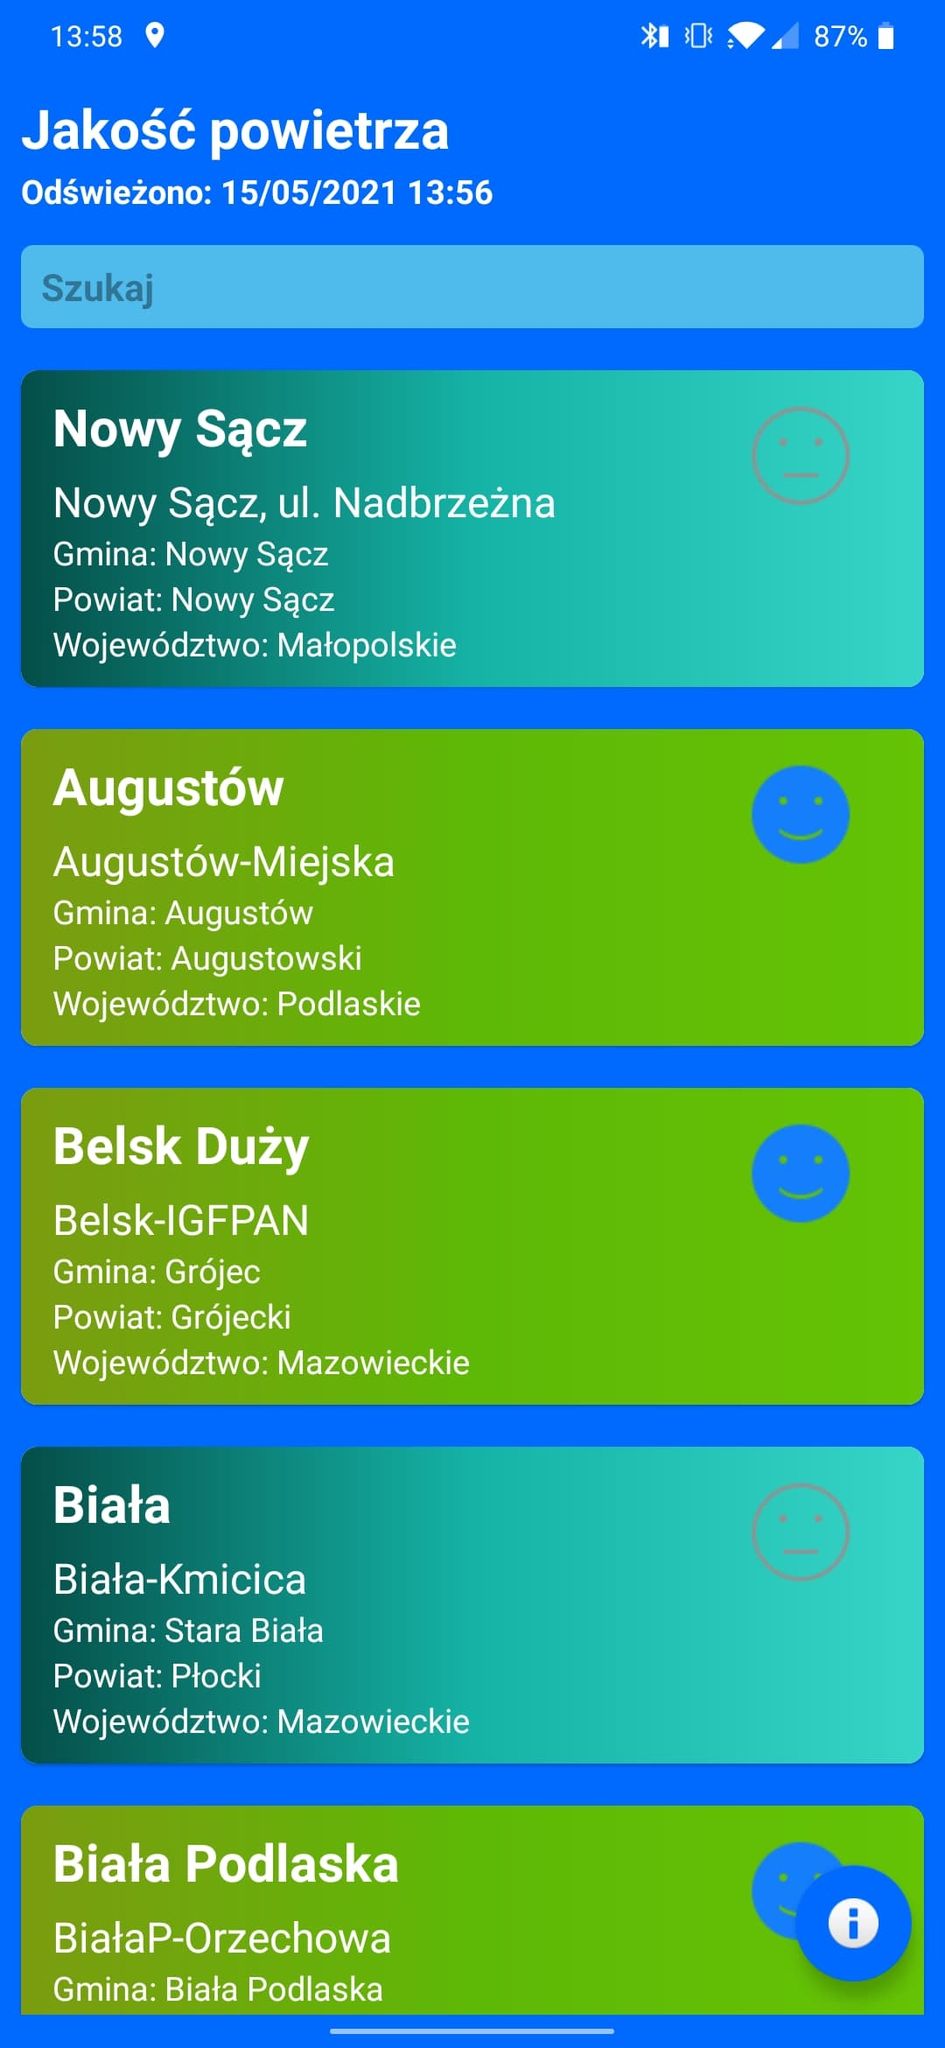 13:58
87%
Jakość powietrza
Odświeżono: 15/05/2021 13:56
Szukaj
Nowy Sącz
Nowy Sącz, ul. Nadbrzeżna
Gmina: Nowy Sącz
Powiat: Nowy Sącz
Województwo: Małopolskie
Augustów
Augustów-Miejska
Gmina: Augustów
Powiat: Augustowski
Województwo: Podlaskie
Belsk Duży
Belsk-IGFPAN
Gmina: Grójec
Powiat: Grójecki
Województwo: Mazowieckie
Biała
Biała-Kmicica
Gmina: Stara Biała
Powiat: Płocki
Województwo: Mazowieckie
Biała Podlaska
BiałaP-Orzechowa
Gmina: Biała Podlaska